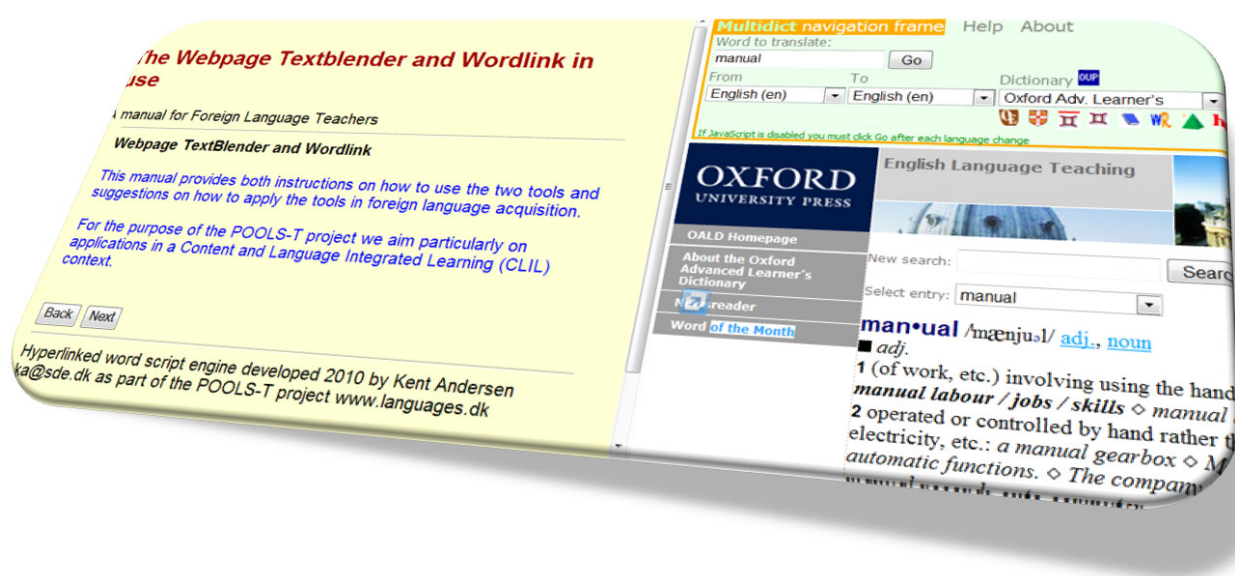 The Webpage Textblender and Wordlink in
use
A manual for Foreign Language Teachers
Webpage TextBlender and Wordlink
This manual provides both instructions on how to use the two tools and
suggestions on how to apply the tools in foreign language acquisition.
For the purpose of the POOLS-T project we aim particularly on
applications in a Content and Language Integrated Learning (CLIL)
context.
Back Next
Hyperlinked word script engine developed 2010 by Kent Andersen
ka@sde.dk as part of the POOLS-T project www.languages.dk
Multidict navigation frame Help About
Word to translate:
manual Go
From To Dictionary OUP
English (en) English (en) Oxford Adv. Learner's
WR
If JavaScript is disabled you must click Go after each language change
OXFORD
UNIVERSITY PRESS
English Language Teaching
OALD Homepage
About the Oxford
Advanced Learner's
Dictionary
Word of the Month
New search:
Searc
Select entry: manual
man•ual /ˈmænjuəl/ adj., noun
■ adj.
1 (of work, etc.) involving using the hand
manual labour / jobs / skills ◇ manual
2 operated or controlled by hand rather
electricity, etc.: a manual gearbox ◇ M
automatic functions. ◇ The company